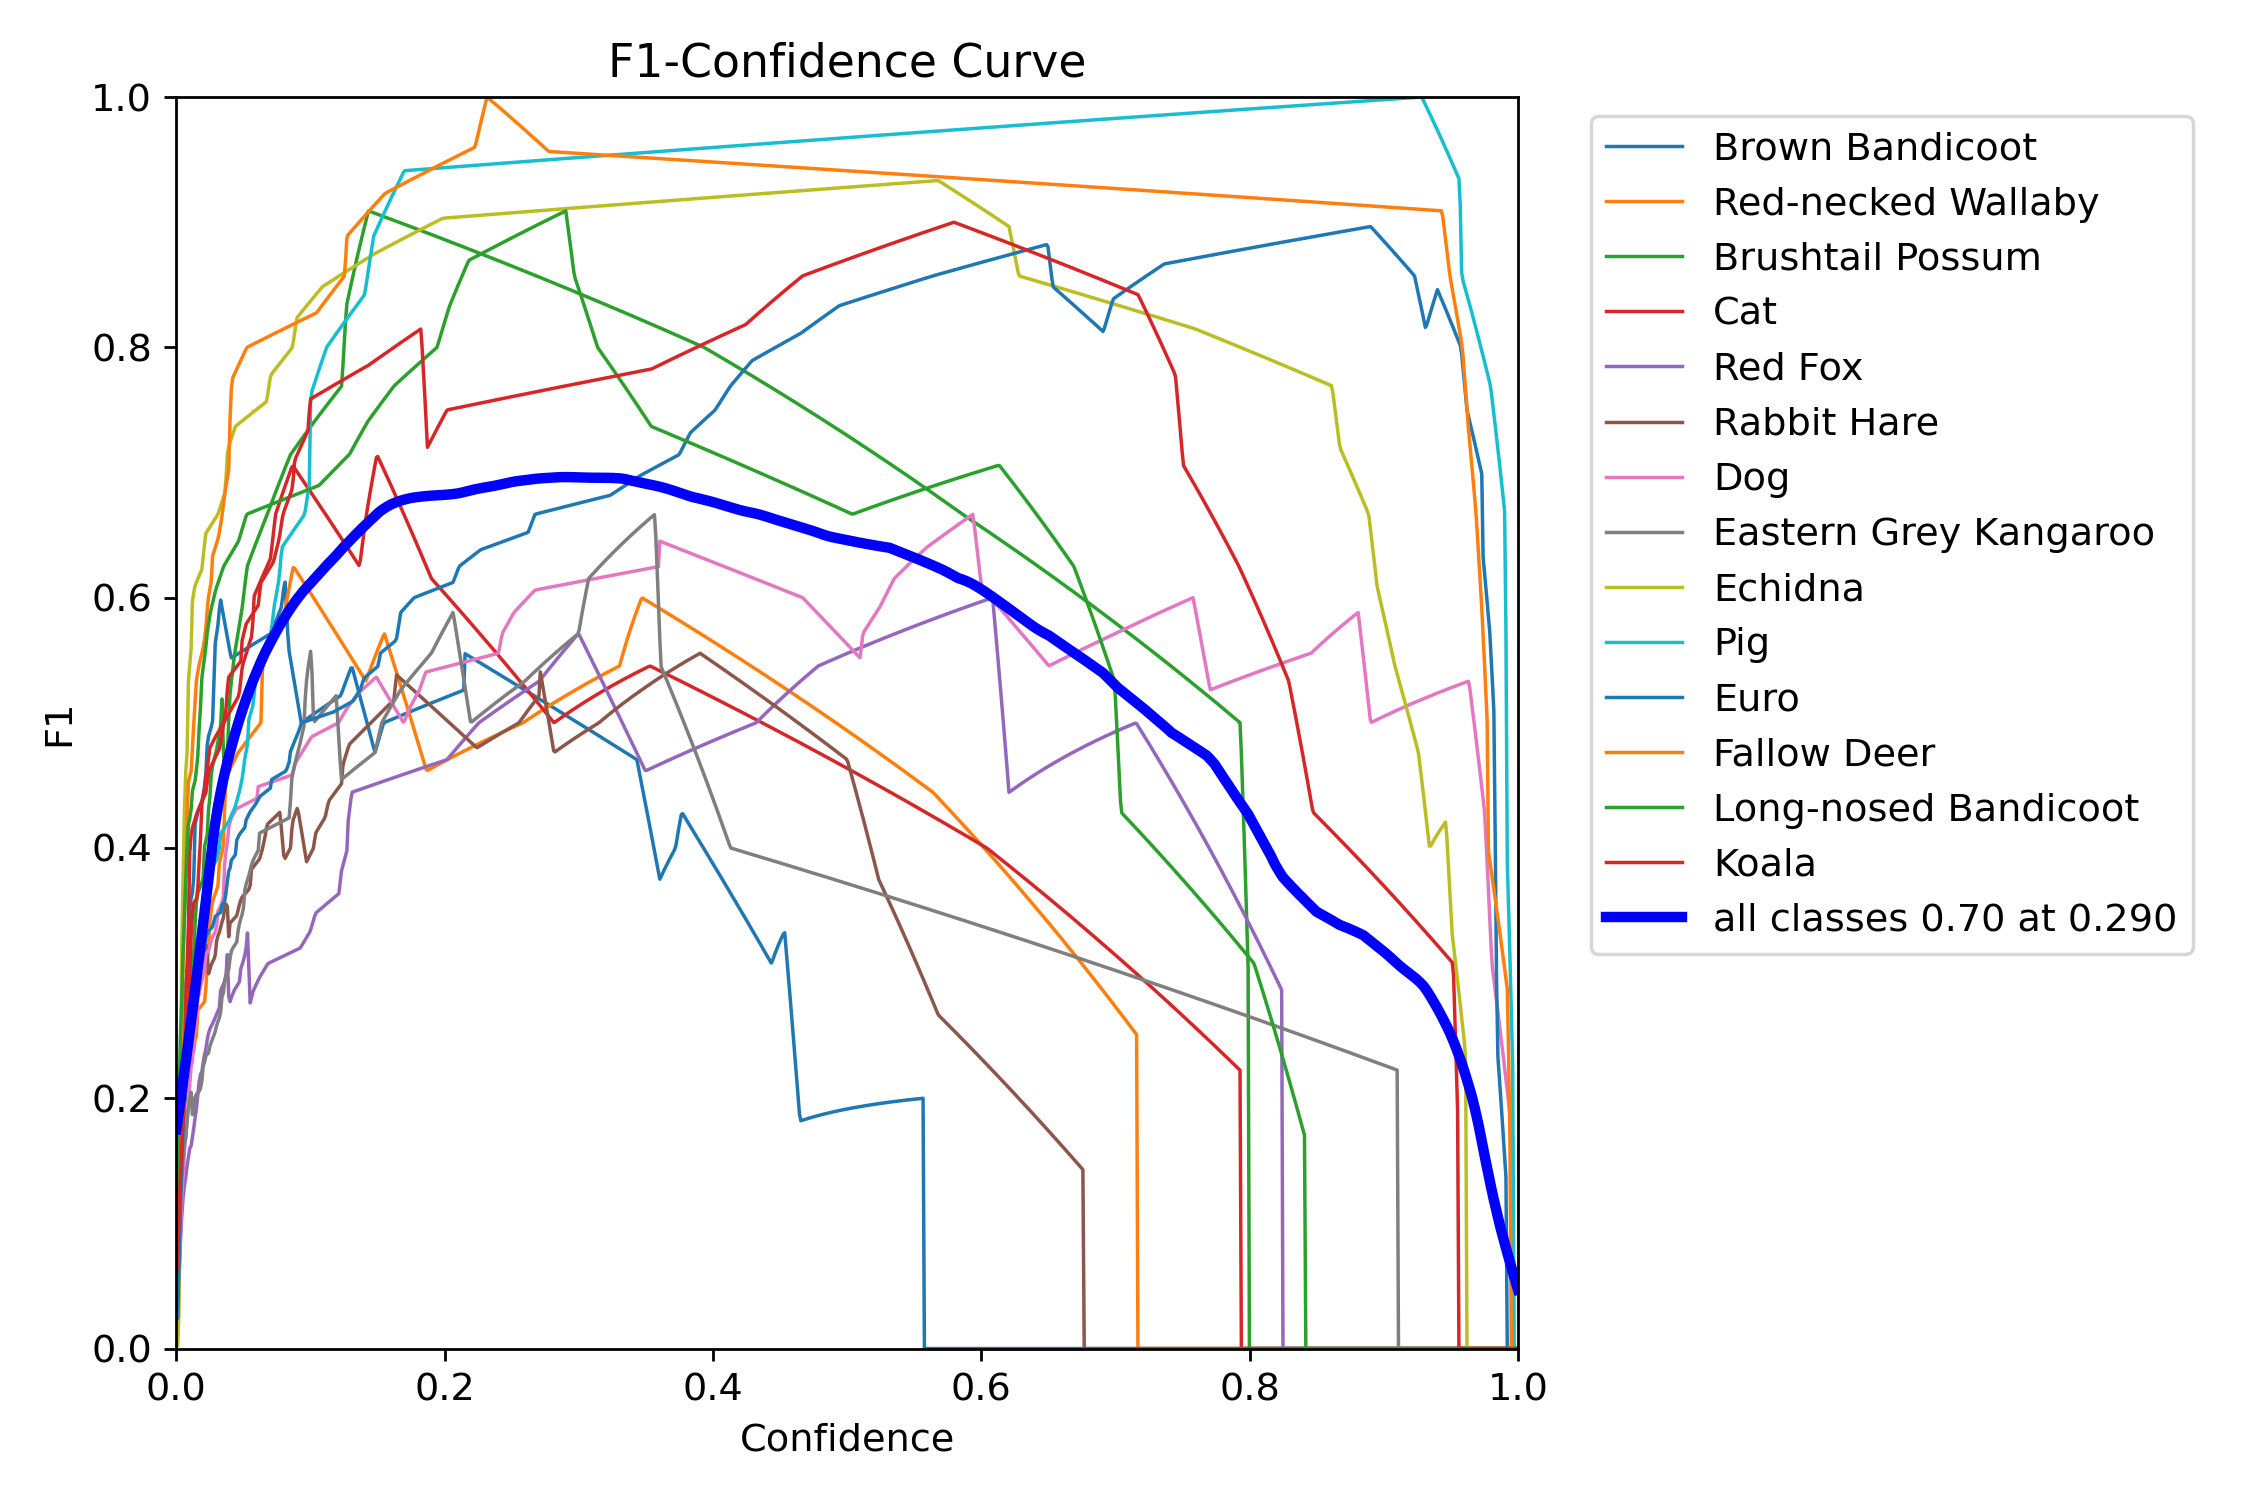 F1-Confidence Curve
1.0
0.8
0.6
0.4
0.2
0.0
F1
0.0 0.2 0.4 0.6 0.8 1.0
Confidence
Brown Bandicoot
Red-necked Wallaby
Brushtail Possum
Cat
Red Fox
Rabbit Hare
Dog
Eastern Grey Kangaroo
Echidna
Pig
Euro
Fallow Deer
Long-nosed Bandicoot
Koala
all classes 0.70 at 0.290